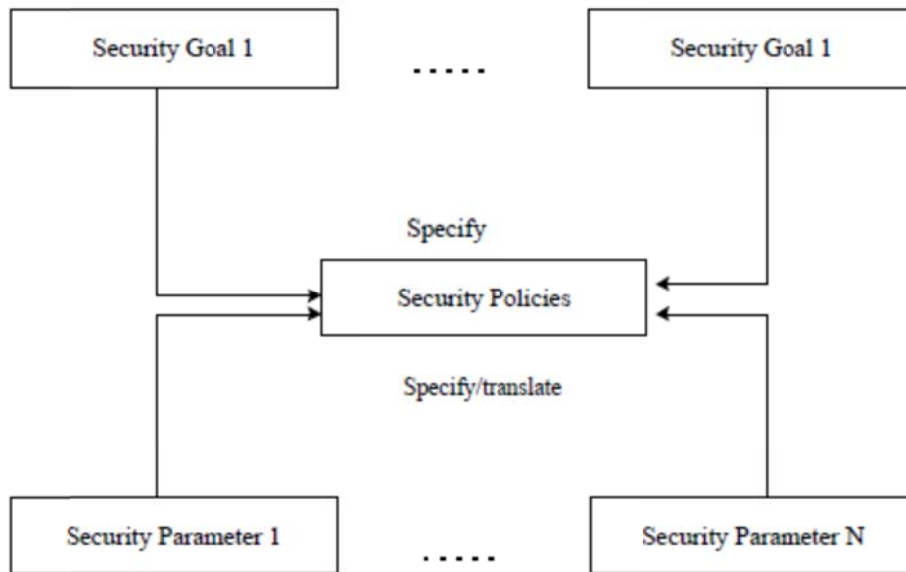 Security Goal 1
.....
Security Goal 1
Specify
Security Policies
Specify/translate
Security Parameter 1
.....
Security Parameter N